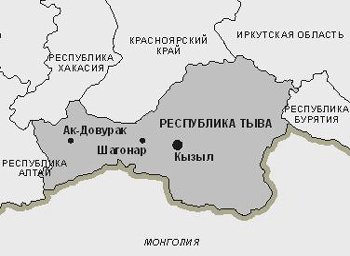 КРАСНОЯРСКИЙ
КРАЙ
ИРКУТСКАЯ ОБЛАСТЬ
РЕСПУБЛИКА
ХАКАСИЯ
РЕСПУБЛИКА
БУРЯТИЯ
РЕСПУБЛИКА ТЫВА
Ак-Довурак
Шагонар
Кызыл
РЕСПУБЛИКА
АЛТАЙ
МОНГОЛИЯ